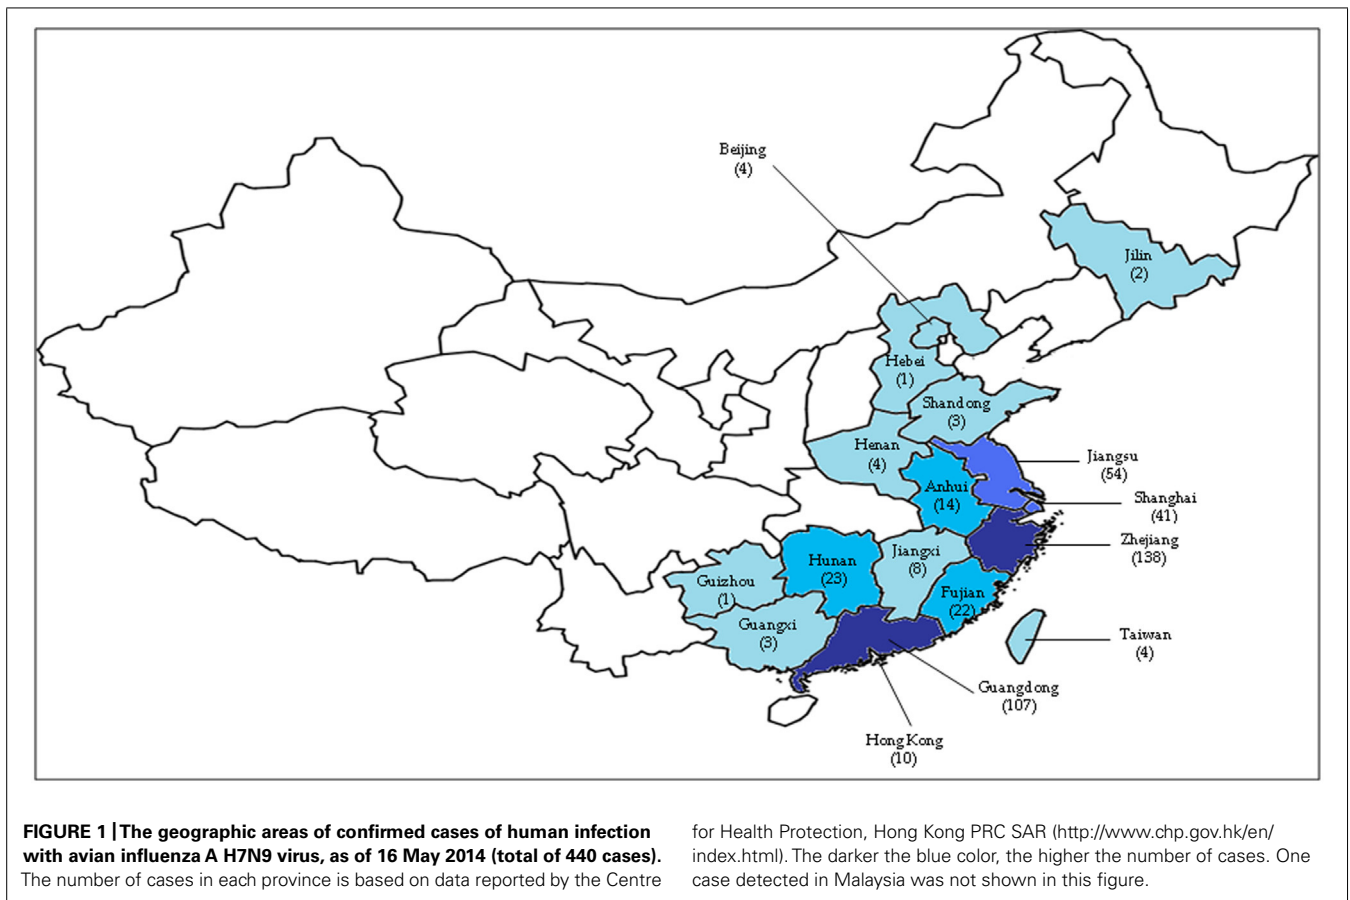 Beijing
(4)
Jilin
(2)
Hebei
(1)
Shandong
(3)
Henan
(4)
Jiangsu
(54)
Anhui
(14)
Shanghai
(41)
Zhejiang
(138)
Jiangxi
(8)
Hunan
(23)
Guizhou
(1)
Fujian
(22)
Guangxi
(3)
Taiwan
(4)
Guangdong
(107)
Hong Kong
(10)
FIGURE 1 | The geographic areas of confirmed cases of human infection
with avian influenza A H7N9 virus, as of 16 May 2014 (total of 440 cases).
The number of cases in each province is based on data reported by the Centre
for Health Protection, Hong Kong PRC SAR (http://www.chp.gov.hk/en/
index.html). The darker the blue color, the higher the number of cases. One
case detected in Malaysia was not shown in this figure.